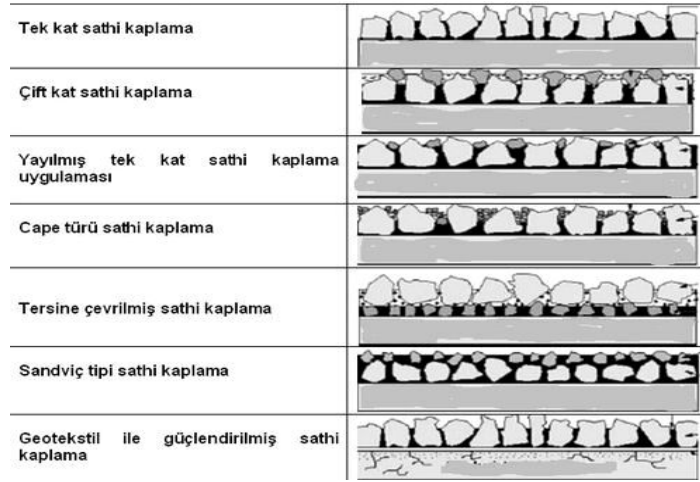 Tek kat sathi kaplama
Çift kat sathi kaplama
Yayılmış tek kat sathi kaplama
uygulaması
Cape türü sathi kaplama
Tersine çevrilmiş sathi kaplama
Sandviç tipi sathi kaplama
Geotekstil ile güçlendirilmiş sathi
kaplama